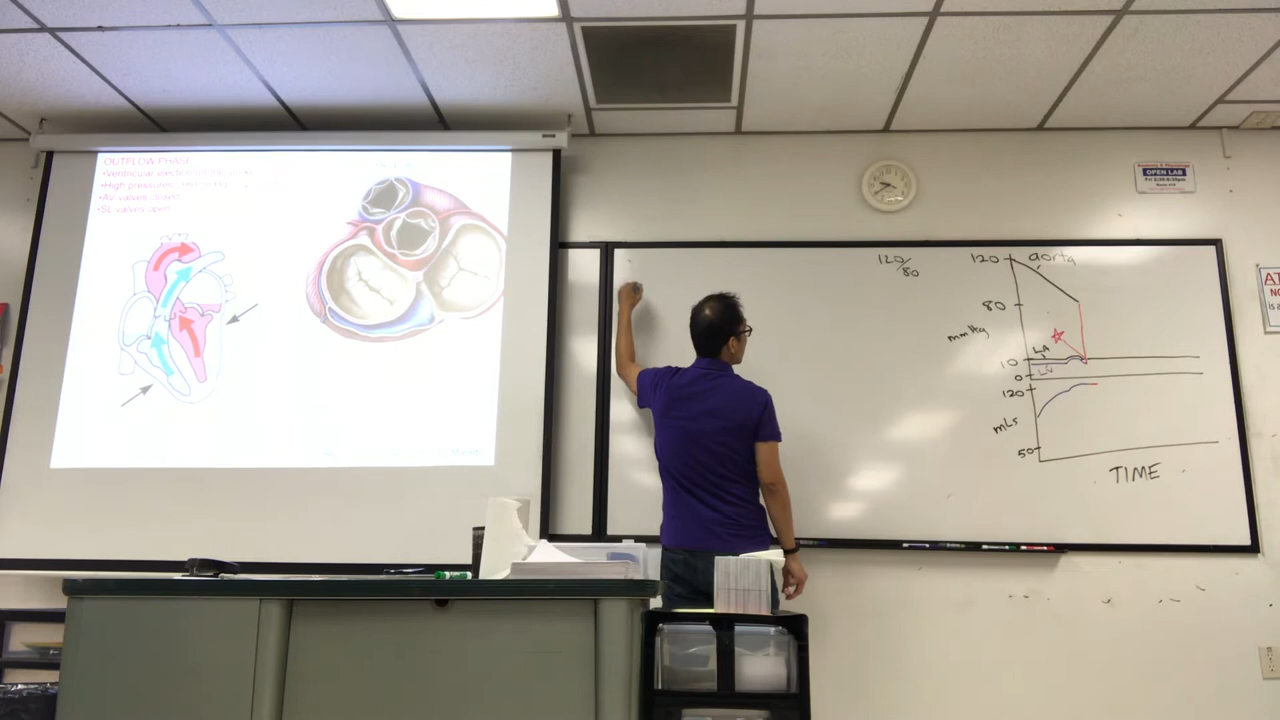 OUTFLOW PHASE
•Ventricular ejection
•High pressures
•AV valves closed
•SL valves open
120/80
120
aorta
80
mmHg
LA
10
LV
0
120
mLs
50
TIME
OPEN LAB